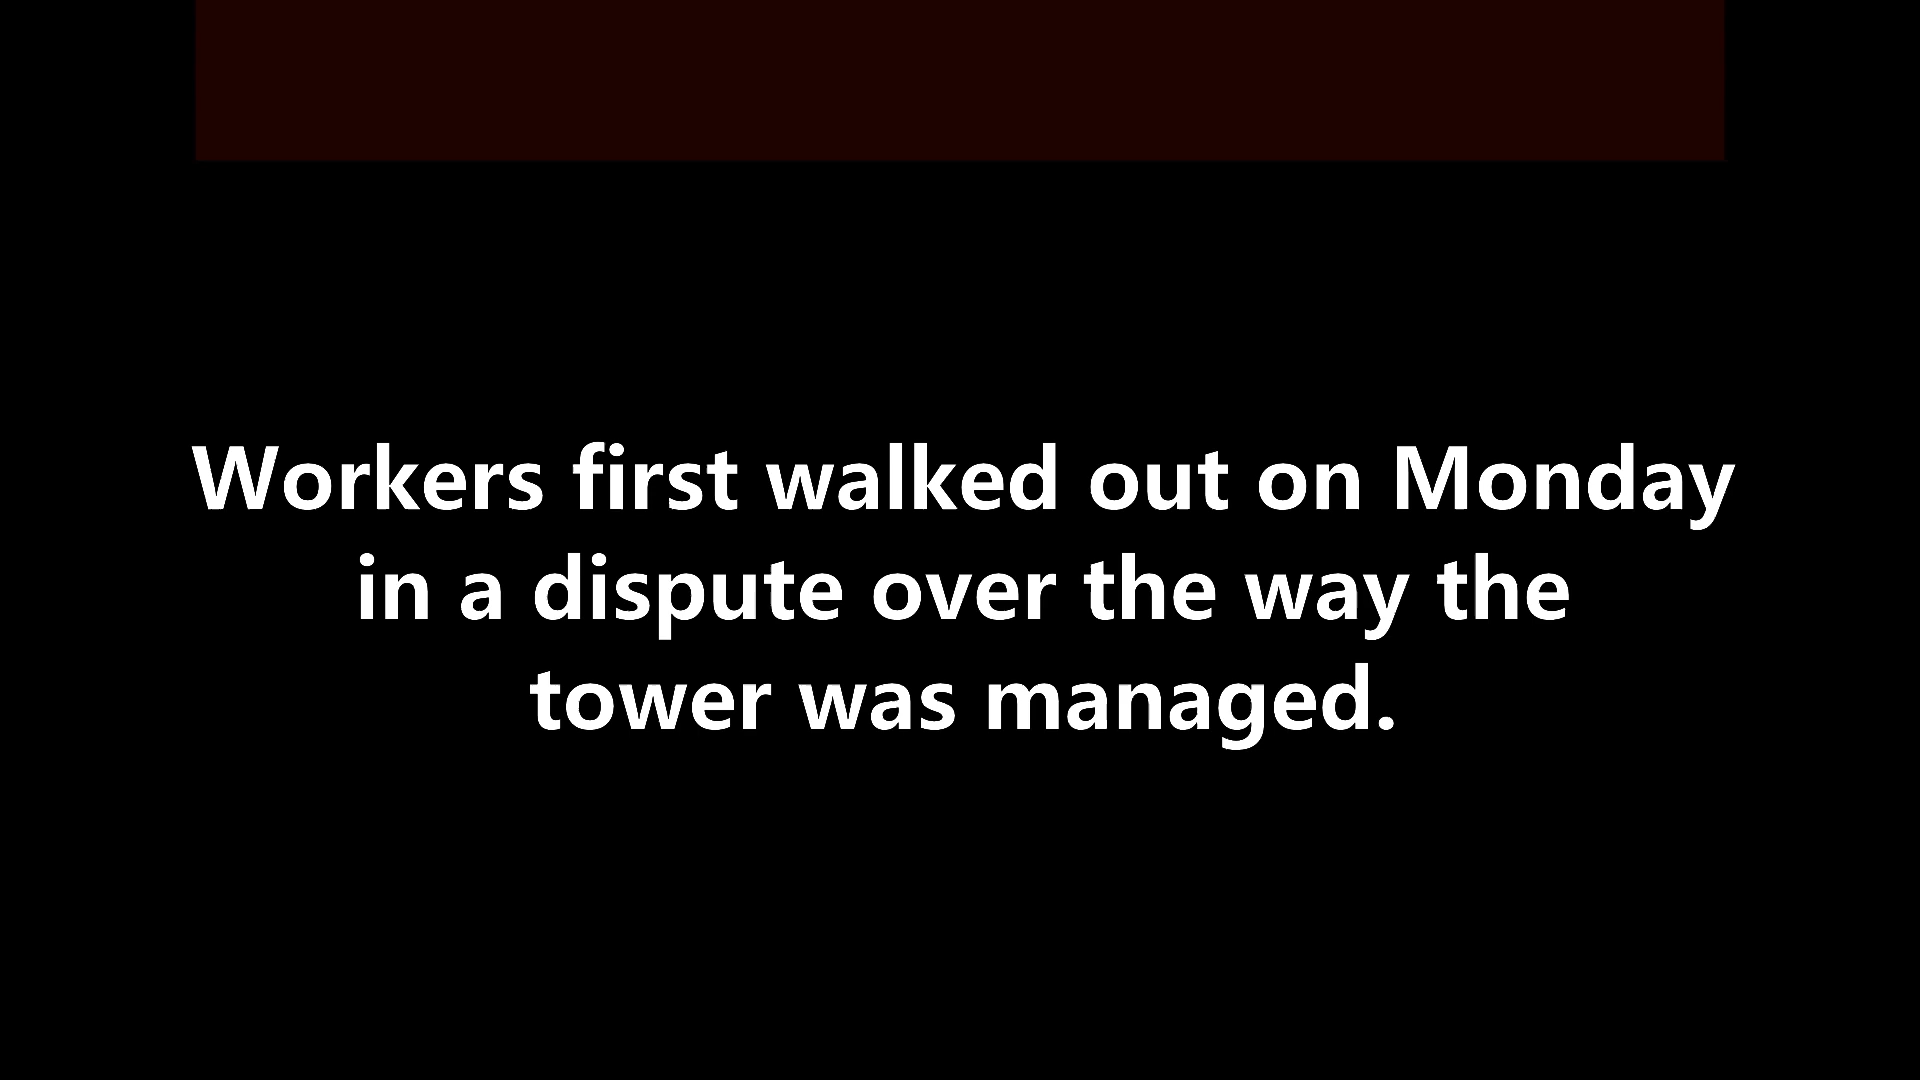 Workers first walked out on Monday
in a dispute over the way the
tower was managed.